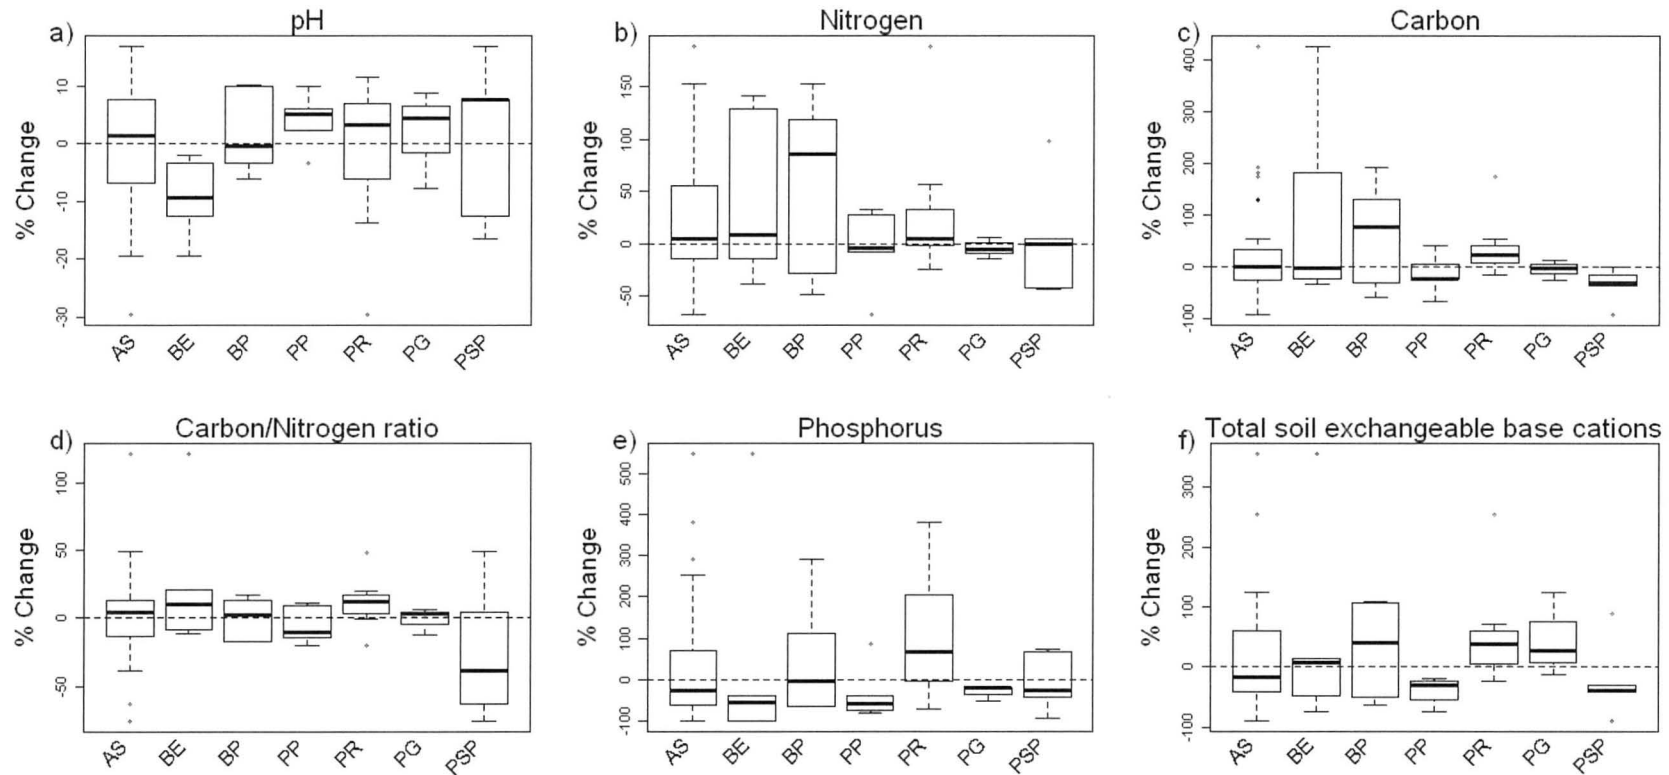 a) pH
% Change
10
0
-10
-20
-30
AS BE BP PP PR PG PSP
b) Nitrogen
% Change
150
100
50
0
-50
AS BE BP PP PR PG PSP
c) Carbon
% Change
400
300
200
100
0
-100
AS BE BP PP PR PG PSP
d) Carbon/Nitrogen ratio
% Change
100
50
0
-50
AS BE BP PP PR PG PSP
e) Phosphorus
% Change
500
400
300
200
100
0
-100
AS BE BP PP PR PG PSP
f) Total soil exchangeable base cations
% Change
300
200
100
0
-100
AS BE BP PP PR PG PSP